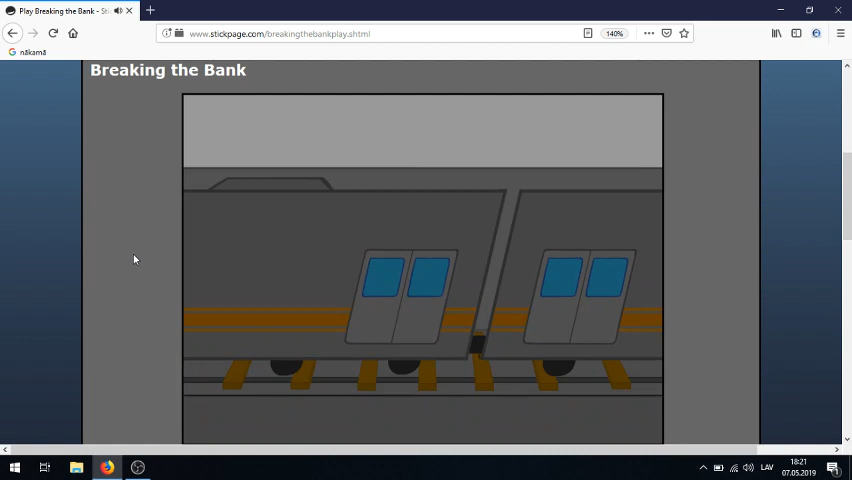 Play Breaking the Bank - Sti
www.stickpage.com/breakingthebankplay.shtml
140%
nākamā
Breaking the Bank
LAV
18:21
07.05.2019